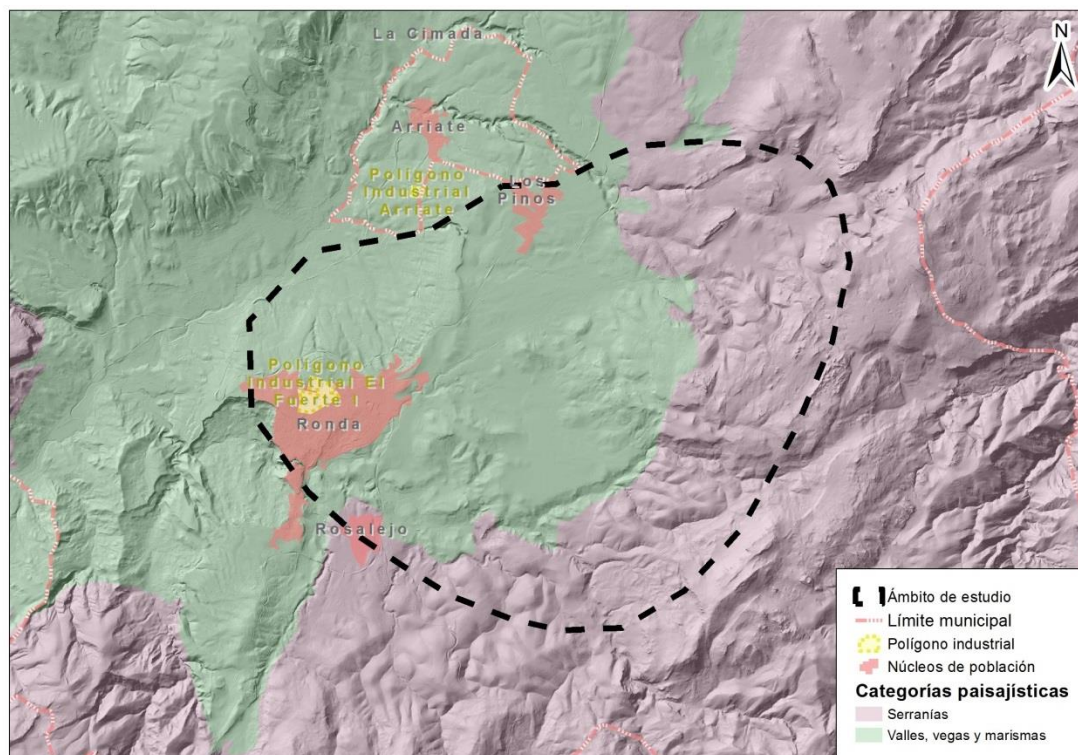 La Cimada
N
Arriate
Polígono
Industrial
Arriate
Los
Pinos
Polígono
Industrial El
Fuerte I
Ronda
Rosalejo
Ámbito de estudio
Límite municipal
Polígono industrial
Núcleos de población
Categorías paisajísticas
Serranías
Valles, vegas y marismas